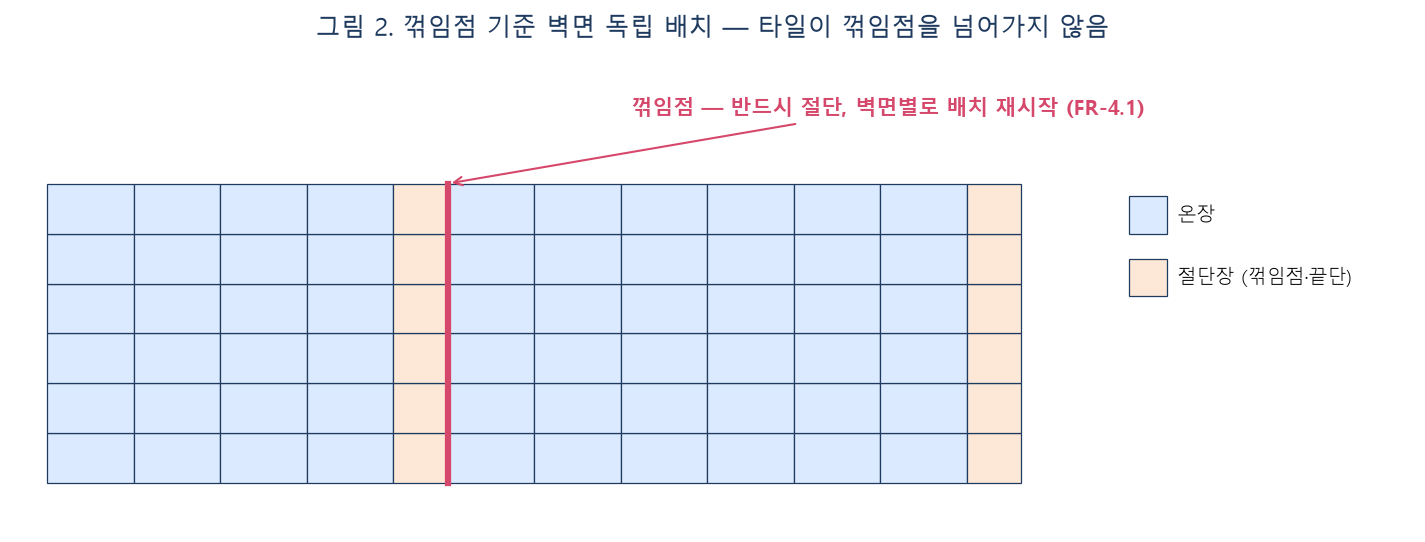 그림 2. 꺾임점 기준 벽면 독립 배치 — 타일이 꺾임점을 넘어가지 않음
꺾임점 — 반드시 절단, 벽면별로 배치 재시작 (FR-4.1)
온장
절단장 (꺾임점·끝단)